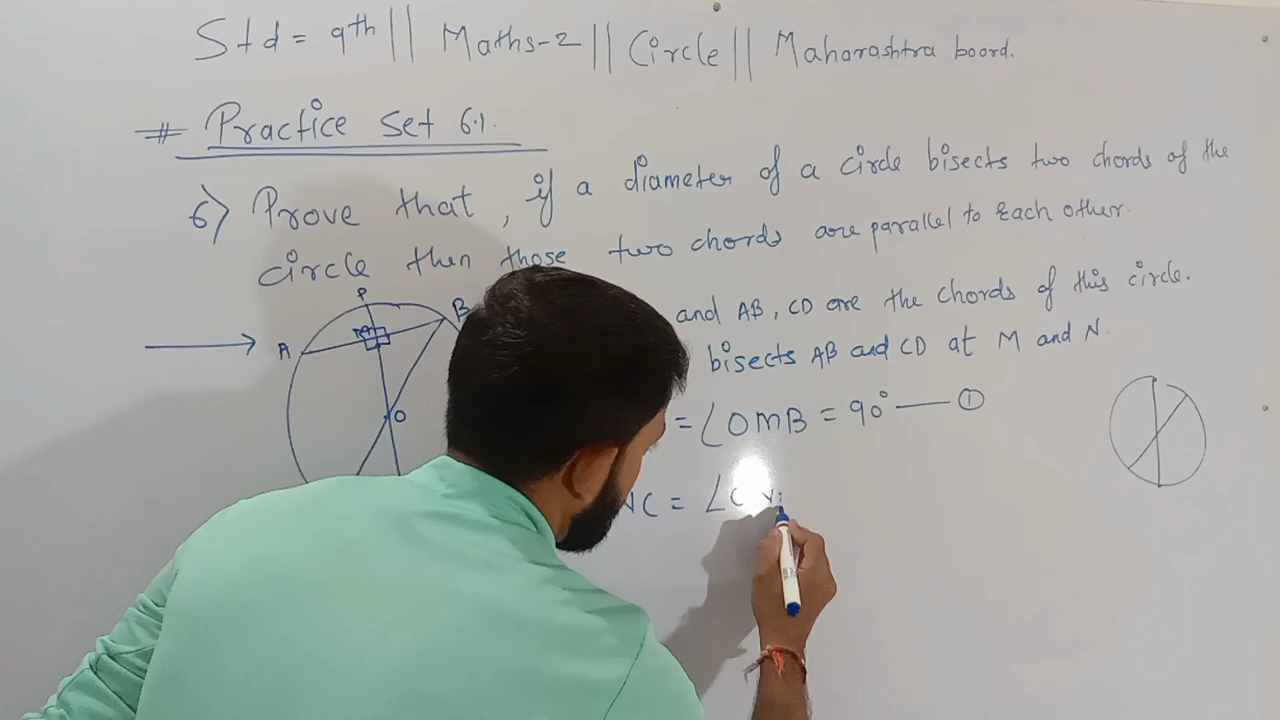 Std = 9th || Maths-2 || Circle || Maharashtra board.
# Practice Set 6.1.
6) Prove that, if a diameter of a circle bisects two chords of the
circle then those two chords are parallel to Each other.
P
A
B
M
O
and AB, CD are the chords of this circle.
bisects AB and CD at M and N.
= ∠OMB = 90° — ①
NC = ∠